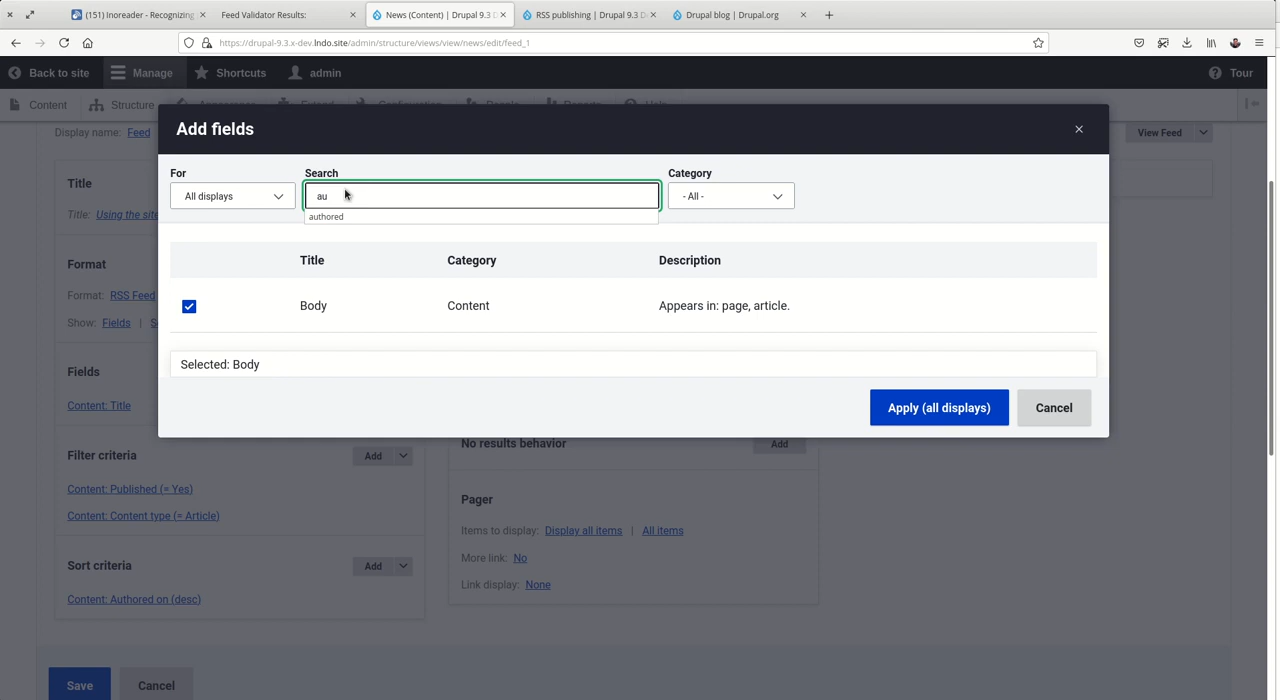 (151) Inoreader - Recognizing
Feed Validator Results:
News (Content) | Drupal 9.3 D
RSS publishing | Drupal 9.3 D
Drupal blog | Drupal.org
https://drupal-9.3.x-dev.lndo.site/admin/structure/views/view/news/edit/feed_1
Back to site
Manage
Shortcuts
admin
Tour
Content
Structure
Appearance
Extend
Configuration
People
Reports
Help
Display name: Feed
View Feed
Add fields
For
Search
Category
All displays
au
- All -
authored
Title
Title: Using the site
Title
Category
Description
Format
Format: RSS Feed
Body
Content
Appears in: page, article.
Show: Fields | S
Selected: Body
Fields
Content: Title
Apply (all displays)
Cancel
Filter criteria
Add
Content: Published (= Yes)
Content: Content type (= Article)
Sort criteria
Add
Content: Authored on (desc)
No results behavior
Add
Pager
Items to display: Display all items | All items
More link: No
Link display: None
Save
Cancel